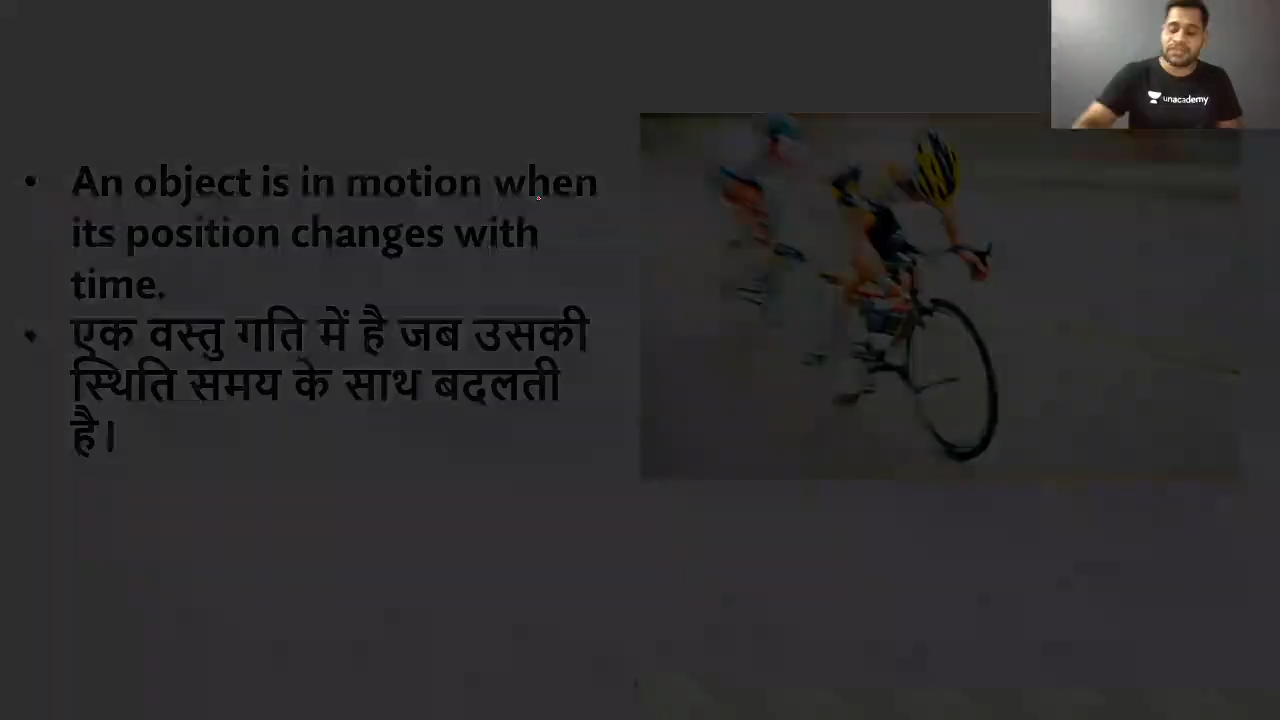 unacademy
• An object is in motion when
its position changes with
time.
• एक वस्तु गति में है जब उसकी
स्थिति समय के साथ बदलती
है।